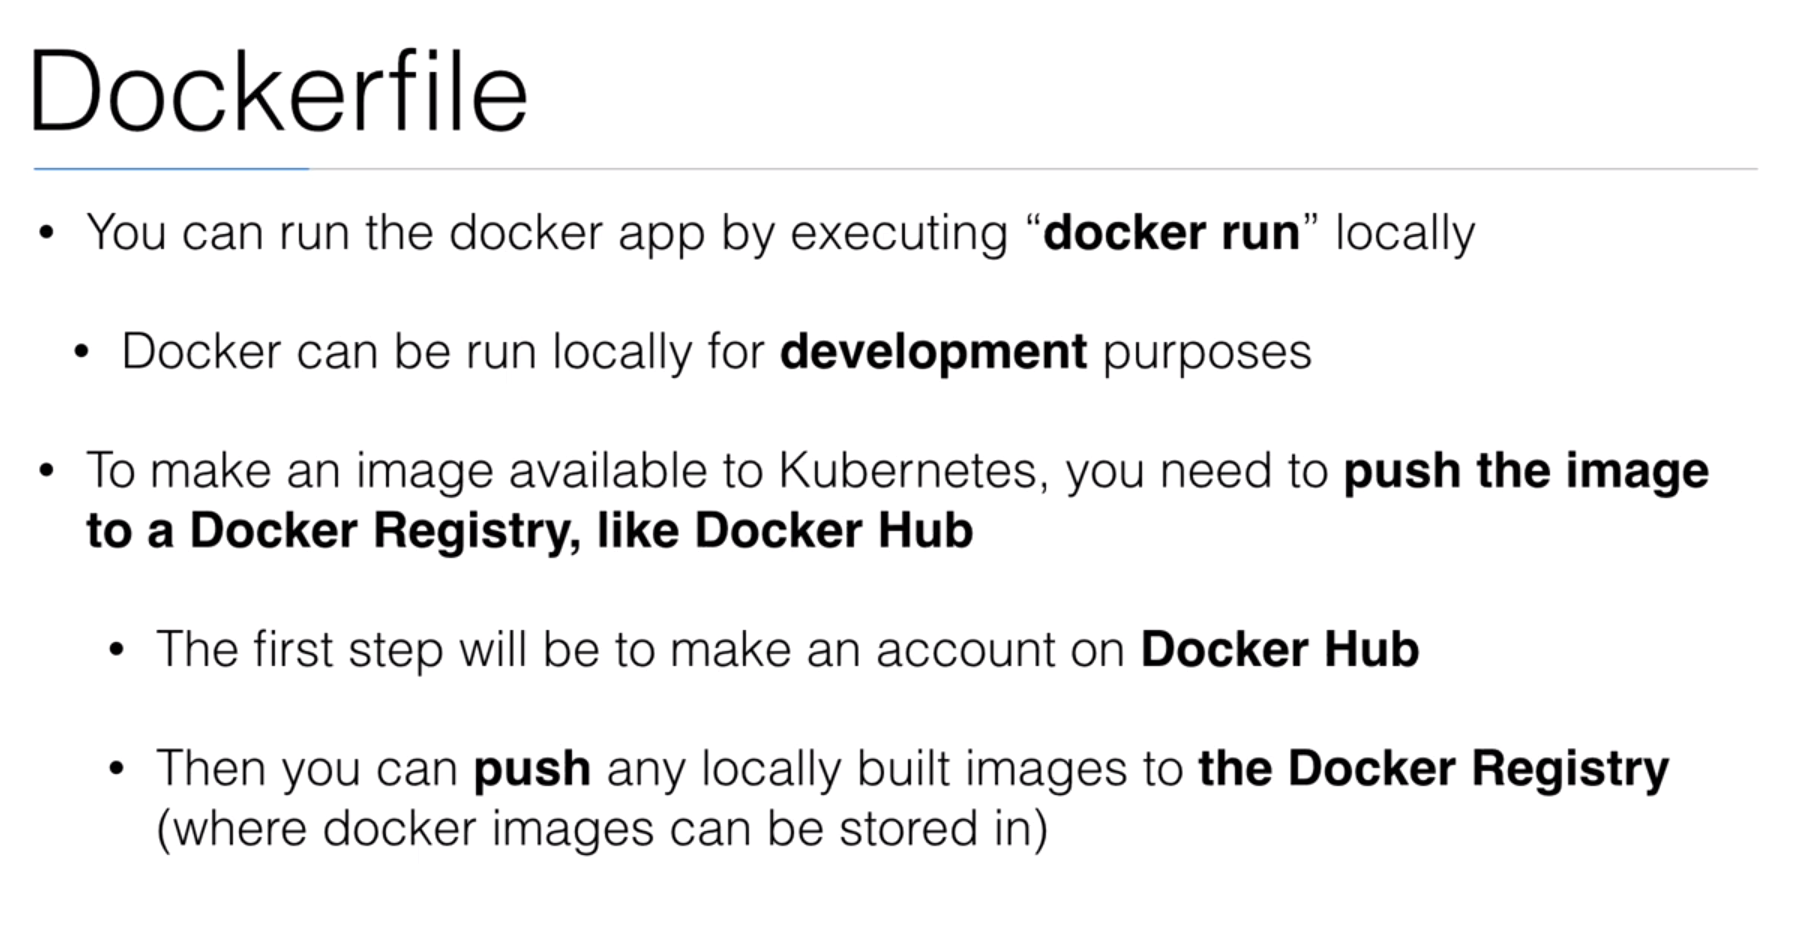 Dockerfile
• You can run the docker app by executing “docker run” locally
• Docker can be run locally for development purposes
• To make an image available to Kubernetes, you need to push the image
to a Docker Registry, like Docker Hub
• The first step will be to make an account on Docker Hub
• Then you can push any locally built images to the Docker Registry
(where docker images can be stored in)